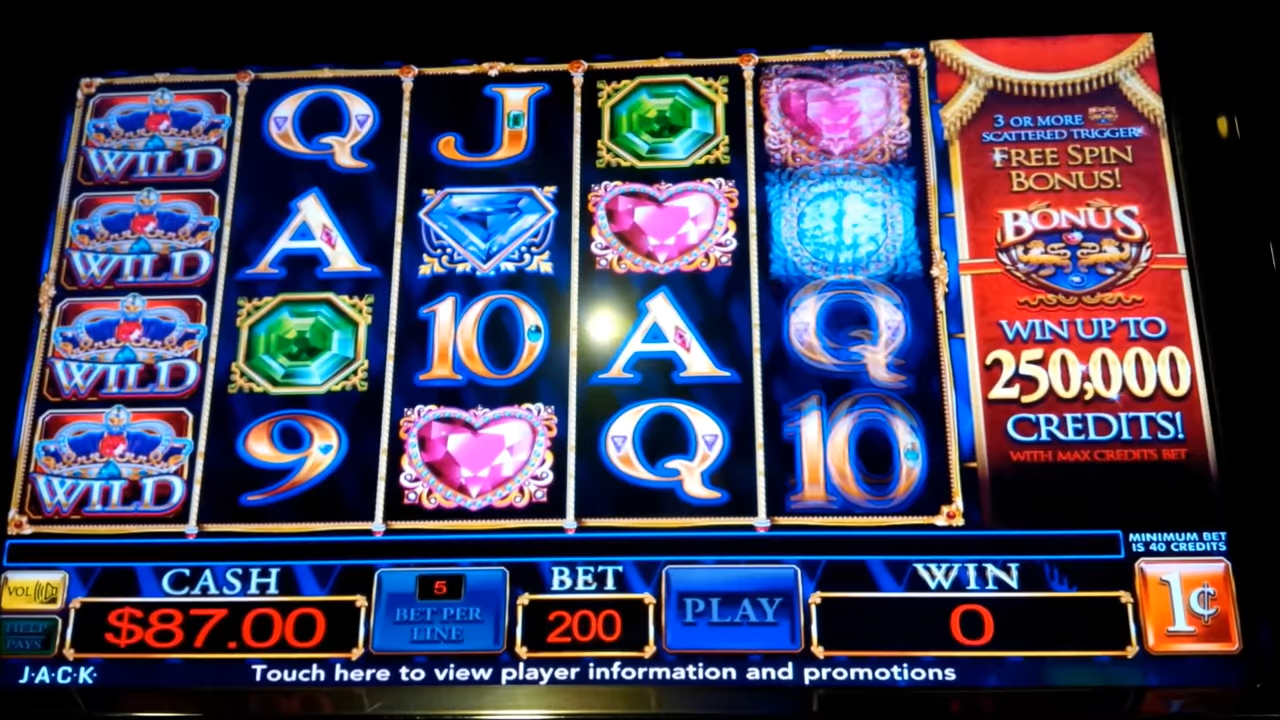 WILD
Q
J
WILD
A
WILD
10
A
Q
WILD
9
Q
10
3 OR MORE
SCATTERED TRIGGER
FREE SPIN
BONUS!
BONUS
WIN UP TO
250,000
CREDITS!
WITH MAX CREDITS BET
MINIMUM BET
IS 40 CREDITS
VOL
HELP
PAYS
CASH
$87.00
5
BET PER
LINE
BET
200
PLAY
WIN
0
1¢
J·A·C·K·
Touch here to view player information and promotions